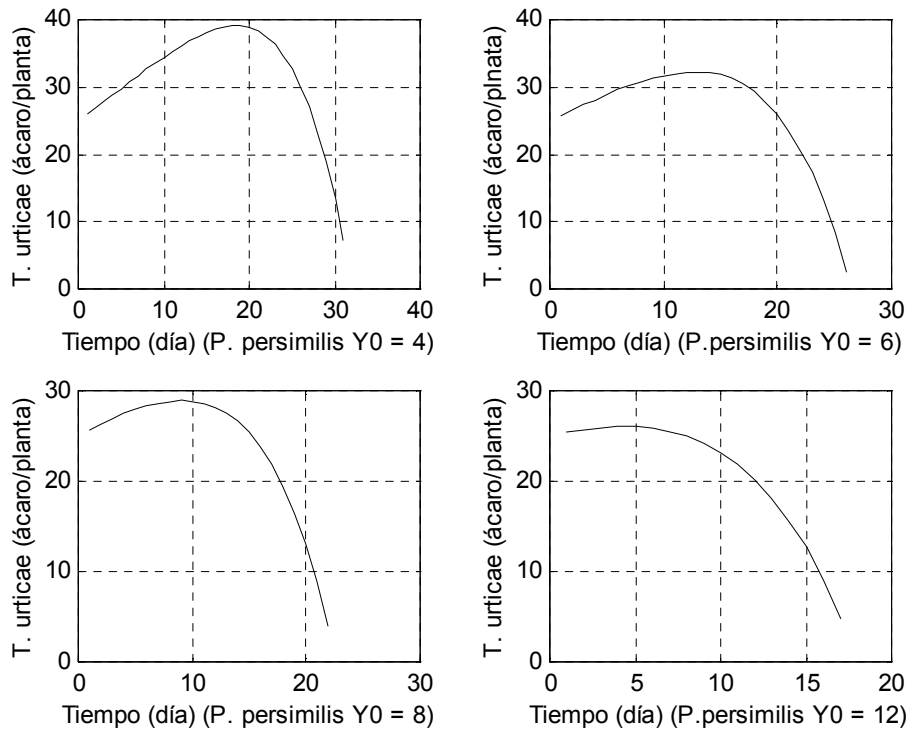 T. urticae (ácaro/planta)
40
30
20
10
0
0 10 20 30 40
Tiempo (día) (P. persimilis Y0 = 4)
T. urticae (ácaro/plnata)
40
30
20
10
0
0 10 20 30
Tiempo (día) (P.persimilis Y0 = 6)
T. urticae (ácaro/planta)
30
20
10
0
0 10 20 30
Tiempo (día) (P. persimilis Y0 = 8)
T. urticae (ácaro/planta)
30
20
10
0
0 5 10 15 20
Tiempo (día) (P.persimilis Y0 = 12)